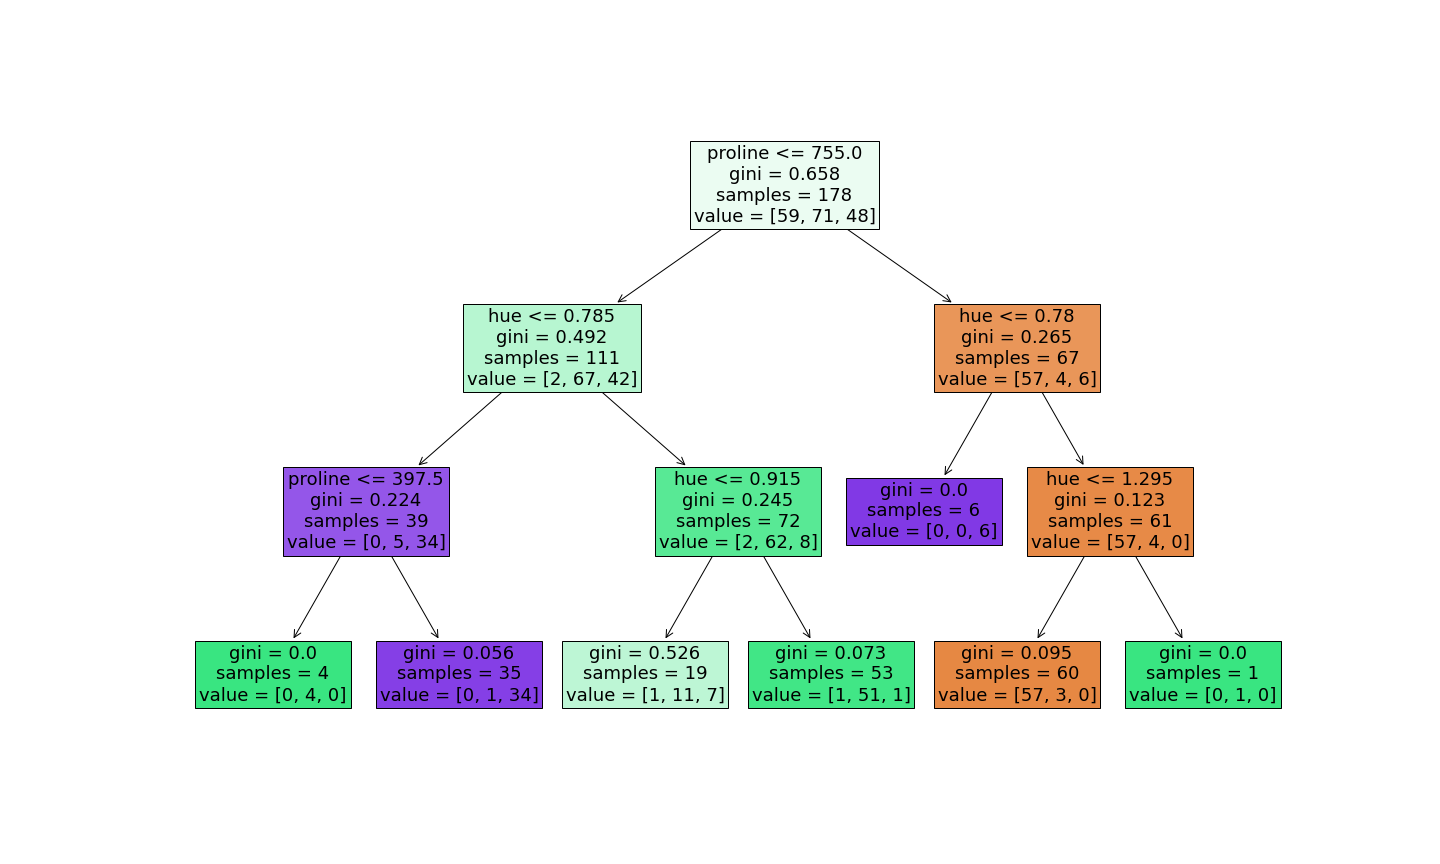 proline <= 755.0
gini = 0.658
samples = 178
value = [59, 71, 48]
hue <= 0.785
gini = 0.492
samples = 111
value = [2, 67, 42]
hue <= 0.78
gini = 0.265
samples = 67
value = [57, 4, 6]
proline <= 397.5
gini = 0.224
samples = 39
value = [0, 5, 34]
hue <= 0.915
gini = 0.245
samples = 72
value = [2, 62, 8]
gini = 0.0
samples = 6
value = [0, 0, 6]
hue <= 1.295
gini = 0.123
samples = 61
value = [57, 4, 0]
gini = 0.0
samples = 4
value = [0, 4, 0]
gini = 0.056
samples = 35
value = [0, 1, 34]
gini = 0.526
samples = 19
value = [1, 11, 7]
gini = 0.073
samples = 53
value = [1, 51, 1]
gini = 0.095
samples = 60
value = [57, 3, 0]
gini = 0.0
samples = 1
value = [0, 1, 0]